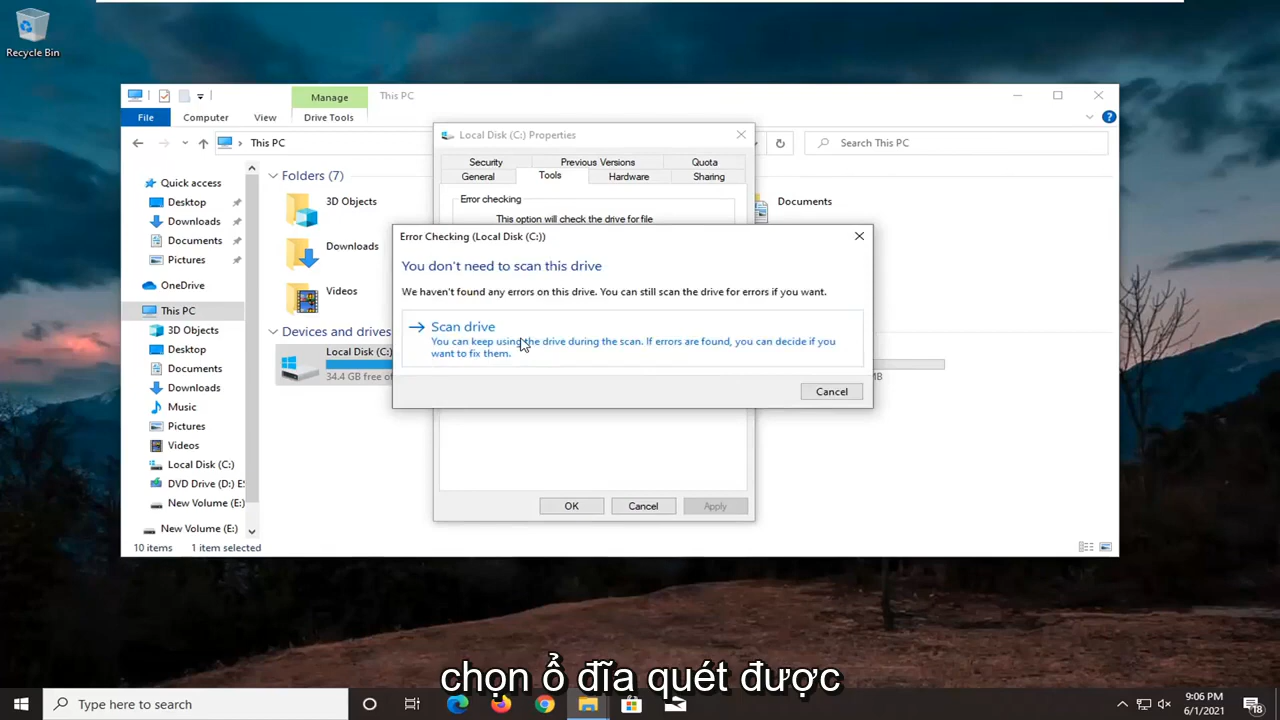 Recycle Bin
Manage
This PC
File
Computer
View
Drive Tools
This PC
Search This PC
Local Disk (C:) Properties
Security
Previous Versions
Quota
General
Tools
Hardware
Sharing
Error checking
This option will check the drive for file
Quick access
Desktop
Downloads
Documents
Pictures
OneDrive
This PC
3D Objects
Desktop
Documents
Downloads
Music
Pictures
Videos
Local Disk (C:)
DVD Drive (D:) ES
New Volume (E:)
New Volume (E:)
Folders (7)
3D Objects
Downloads
Videos
Documents
Devices and drives
Local Disk (C:)
34.4 GB free of
MB
Error Checking (Local Disk (C:))
You don't need to scan this drive
We haven't found any errors on this drive. You can still scan the drive for errors if you want.
Scan drive
You can keep using the drive during the scan. If errors are found, you can decide if you
want to fix them.
Cancel
OK
Cancel
Apply
10 items
1 item selected
chọn ổ đĩa quét được
Type here to search
9:06 PM
6/1/2021
18